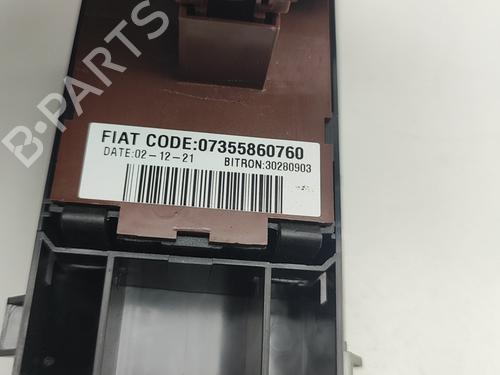 B-PARTS
FIAT CODE:07355860760
DATE:02-12-21 BITRON:30280903